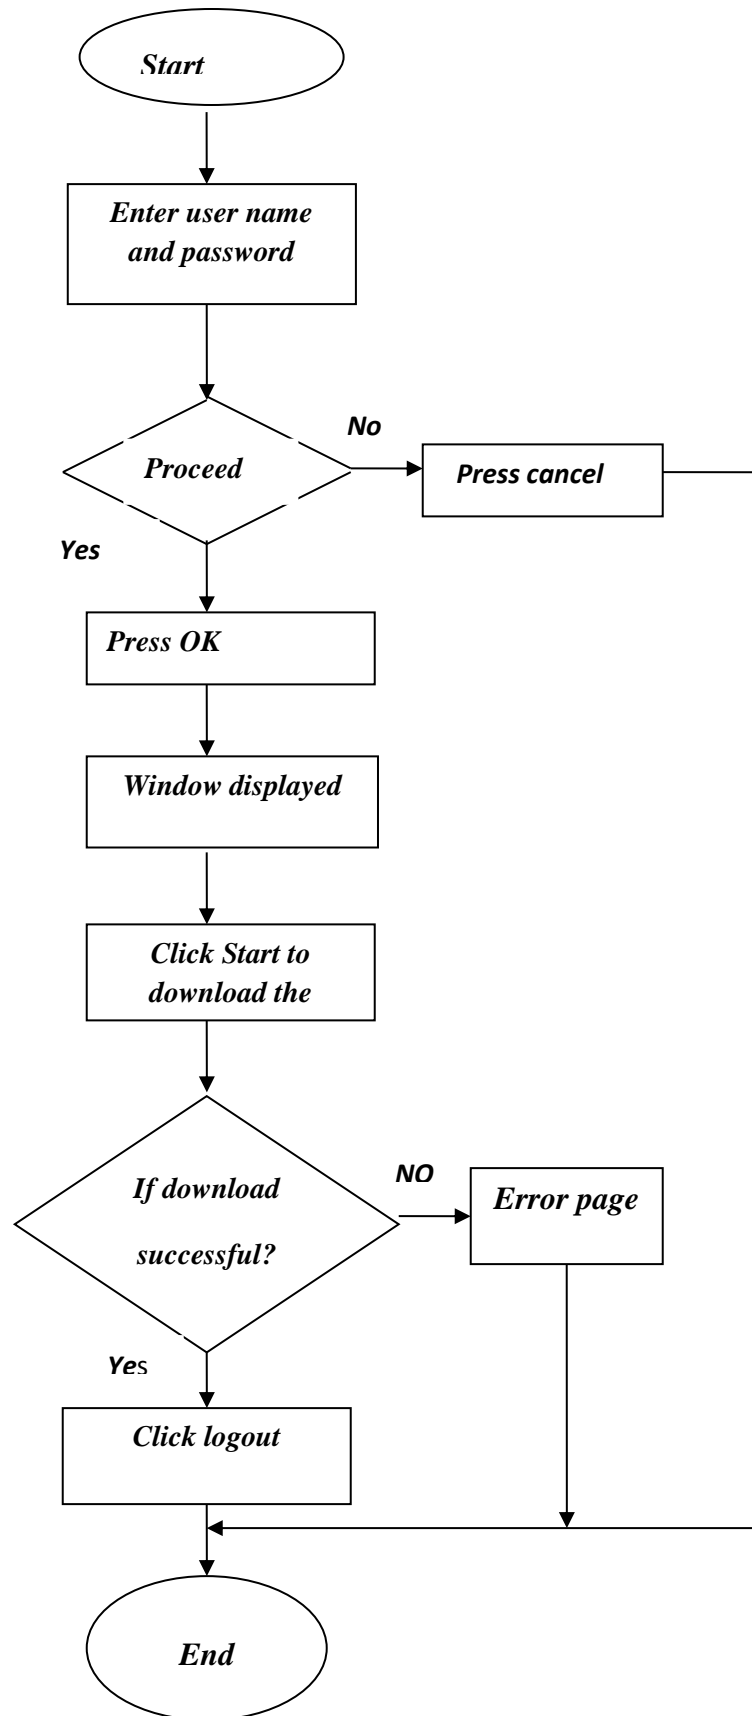 Start
Enter user name
and password
No
Proceed
Press cancel
Yes
Press OK
Window displayed
Click Start to
download the
NO
If download
successful?
Error page
Yes
Click logout
End